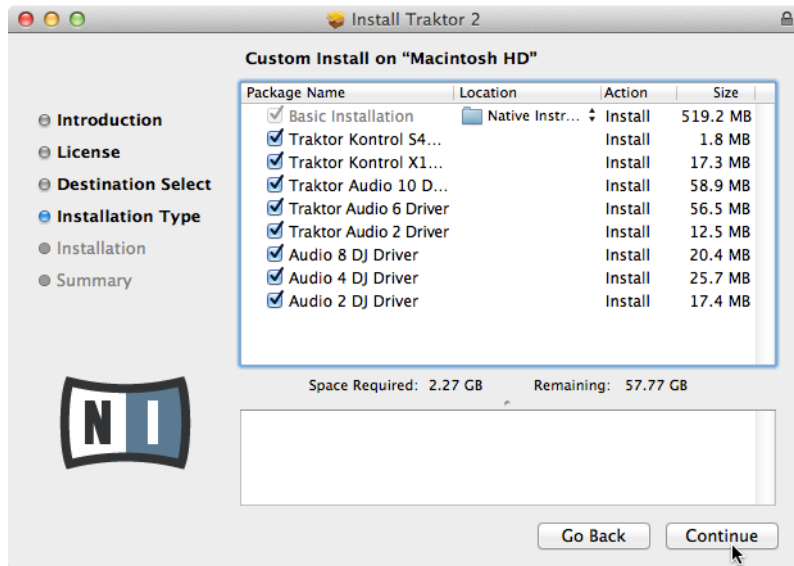 Install Traktor 2
Custom Install on “Macintosh HD”
Introduction
License
Destination Select
Installation Type
Installation
Summary
Package Name Location Action Size
Basic Installation Native Instr... Install 519.2 MB
Traktor Kontrol S4... Install 1.8 MB
Traktor Kontrol X1... Install 17.3 MB
Traktor Audio 10 D... Install 58.9 MB
Traktor Audio 6 Driver Install 56.5 MB
Traktor Audio 2 Driver Install 12.5 MB
Audio 8 DJ Driver Install 20.4 MB
Audio 4 DJ Driver Install 25.7 MB
Audio 2 DJ Driver Install 17.4 MB
Space Required: 2.27 GB Remaining: 57.77 GB
NI
Go Back Continue